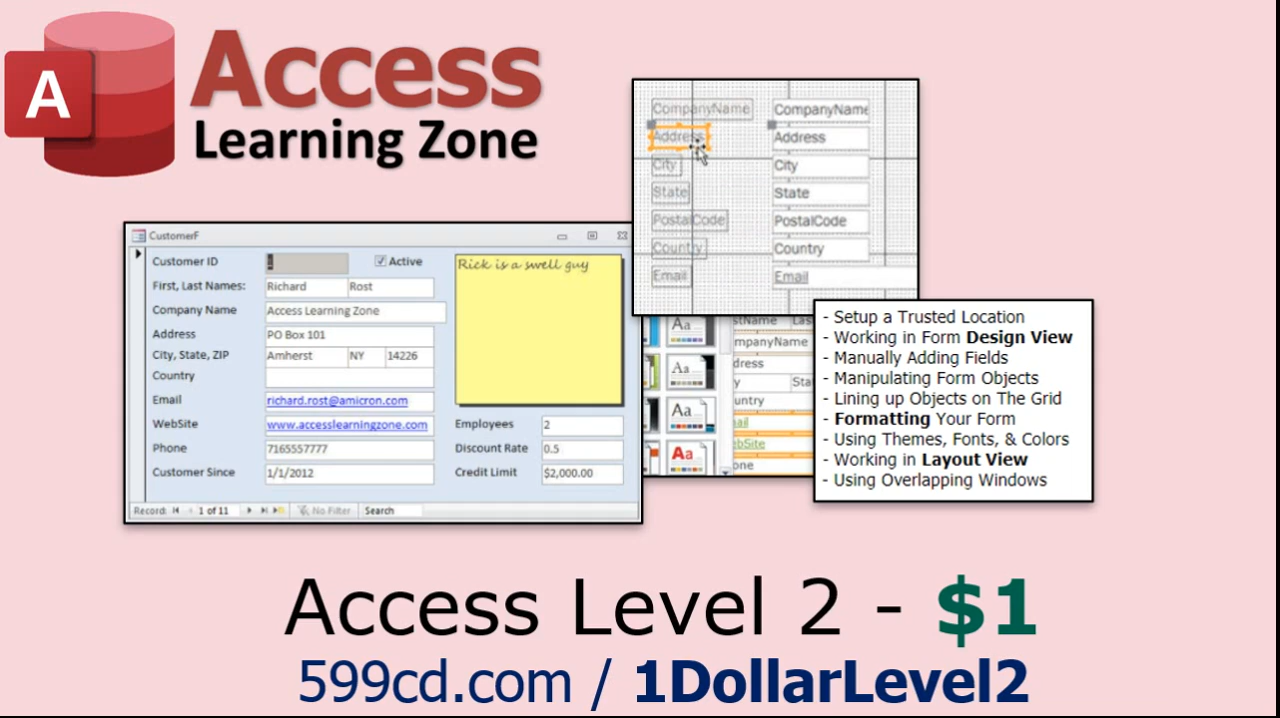 A
Access
Learning Zone
CompanyName CompanyName
Address Address
City City
State State
PostalCode PostalCode
Country Country
Email Email
CustomerF
Customer ID
Active
First, Last Names: Richard Rost
Company Name Access Learning Zone
Address PO Box 101
City, State, ZIP Amherst NY 14226
Country
Email richard.rost@amicron.com
WebSite www.accesslearningzone.com
Phone 7165557777
Customer Since 1/1/2012
Rick is a swell guy
Employees 2
Discount Rate 0.5
Credit Limit $2,000.00
Record: 1 of 11 No Filter Search
Aa
Aa
Aa
Aa
- Setup a Trusted Location
- Working in Form Design View
- Manually Adding Fields
- Manipulating Form Objects
- Lining up Objects on The Grid
- Formatting Your Form
- Using Themes, Fonts, & Colors
- Working in Layout View
- Using Overlapping Windows
Access Level 2 - $1
599cd.com / 1DollarLevel2